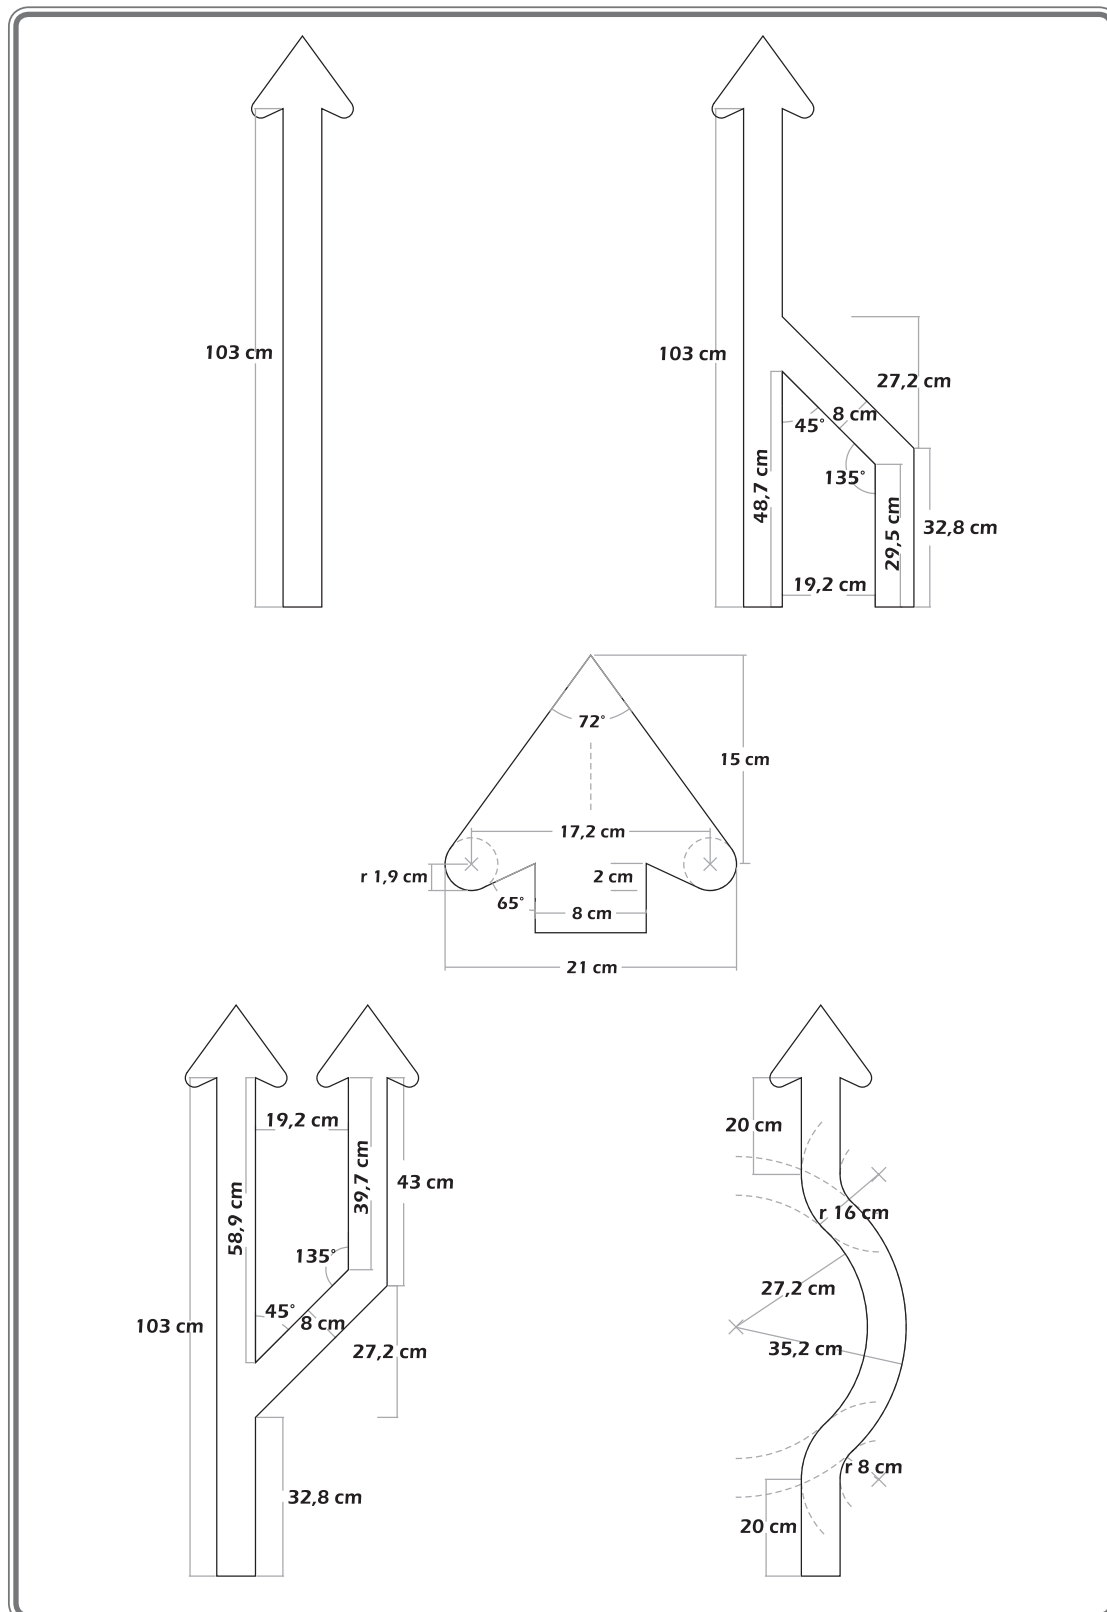 103 cm
103 cm
27,2 cm
8 cm
45°
135°
48,7 cm
29,5 cm
32,8 cm
19,2 cm
72°
15 cm
17,2 cm
r 1,9 cm
2 cm
65°
8 cm
21 cm
19,2 cm
39,7 cm
43 cm
58,9 cm
135°
45°
8 cm
103 cm
27,2 cm
32,8 cm
20 cm
r 16 cm
27,2 cm
35,2 cm
r 8 cm
20 cm